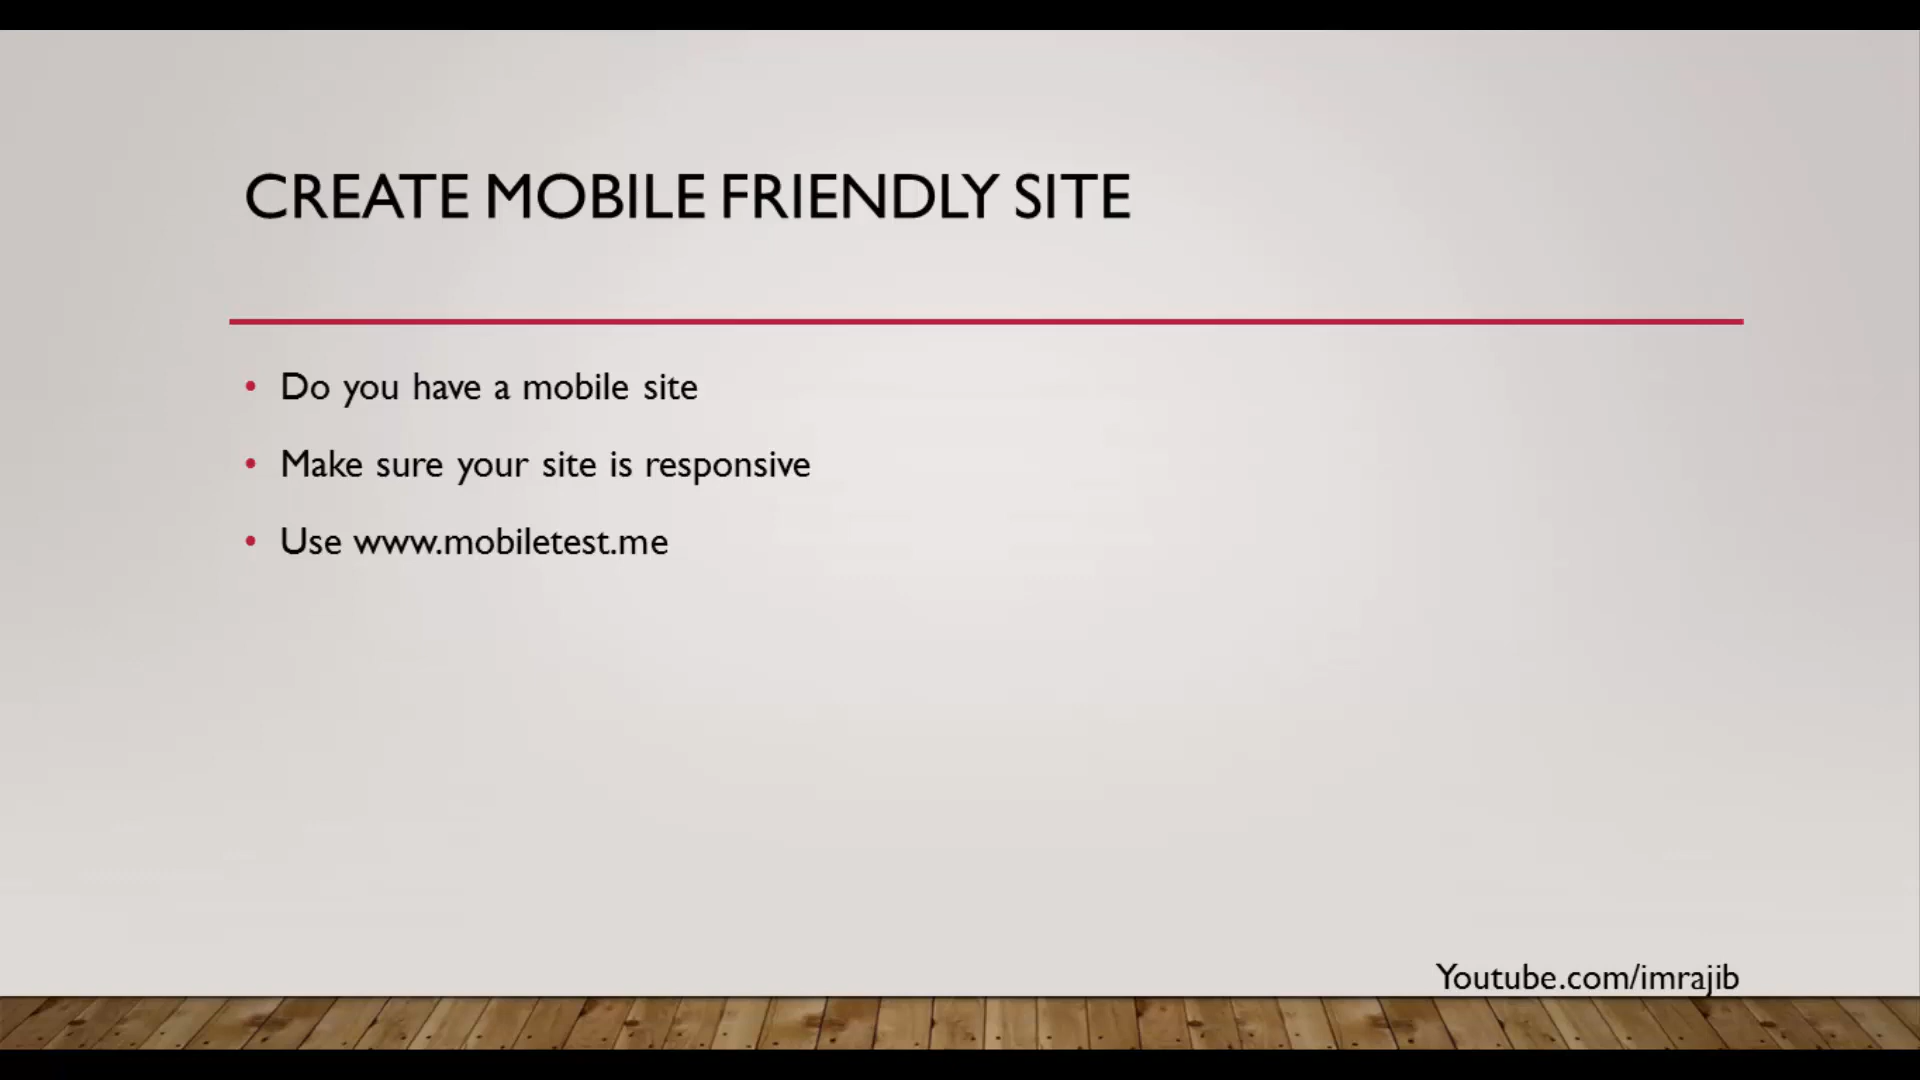 CREATE MOBILE FRIENDLY SITE
• Do you have a mobile site
• Make sure your site is responsive
• Use www.mobiletest.me
Youtube.com/imrajib